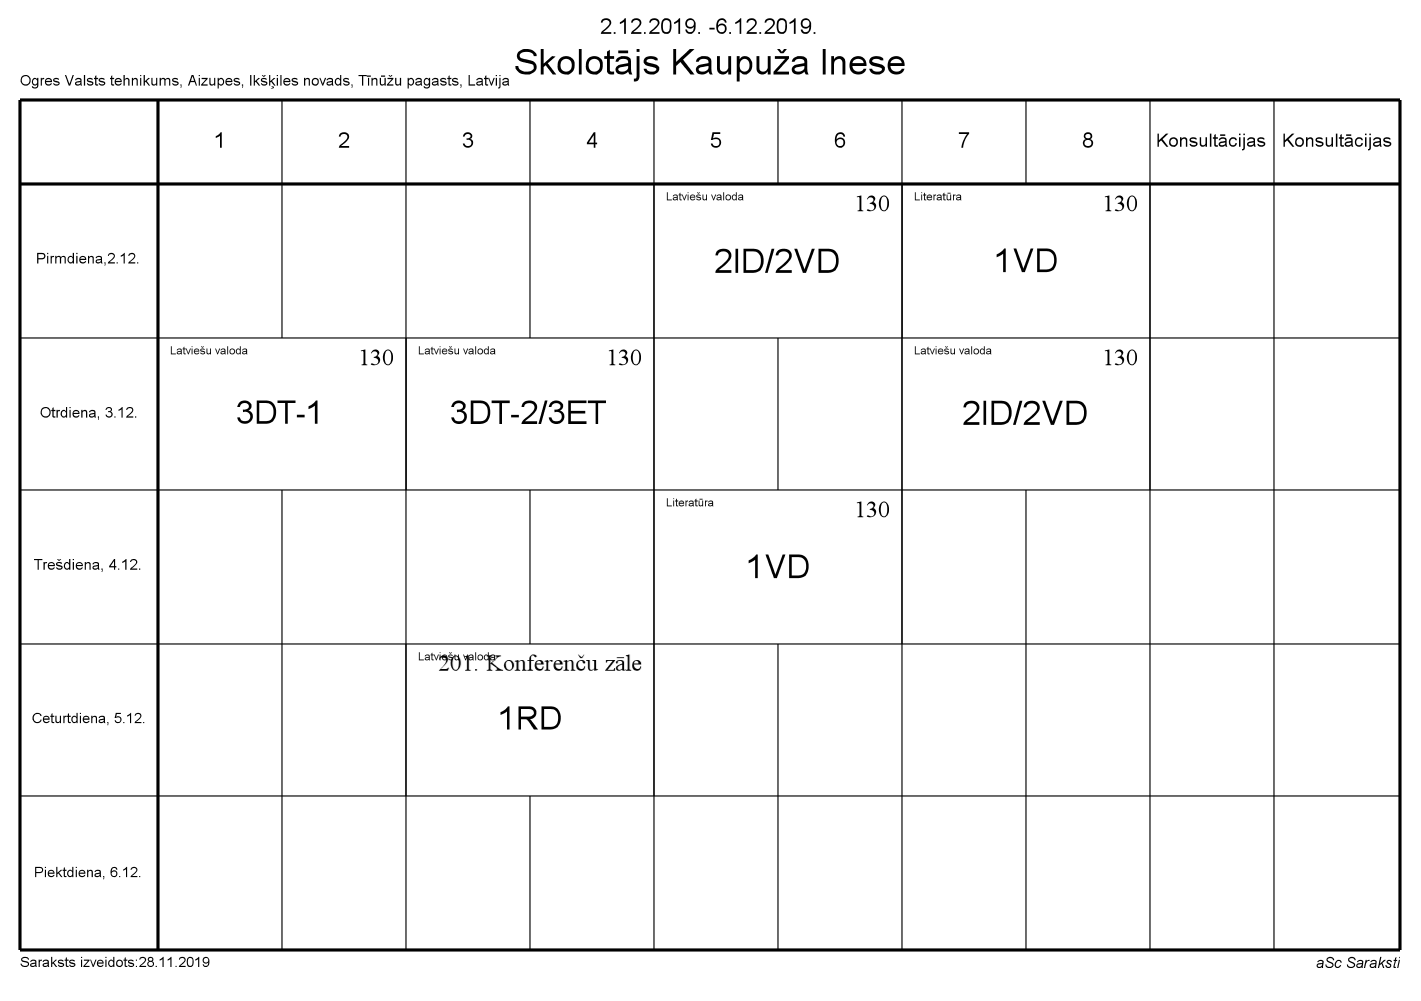 2.12.2019. -6.12.2019.
Skolotājs Kaupuža Inese
Ogres Valsts tehnikums, Aizupes, Ikšķiles novads, Tīnūžu pagasts, Latvija
1 2 3 4 5 6 7 8 Konsultācijas Konsultācijas
Latviešu valoda 130 Literatūra 130
Pirmdiena,2.12. 2ID/2VD 1VD
Latviešu valoda 130 Latviešu valoda 130 Latviešu valoda 130
Otrdiena, 3.12. 3DT-1 3DT-2/3ET 2ID/2VD
Literatūra 130
Trešdiena, 4.12. 1VD
Latviešu valoda 201. Konferenču zāle
Ceturtdiena, 5.12. 1RD
Piektdiena, 6.12.
Saraksts izveidots:28.11.2019 aSc Saraksti